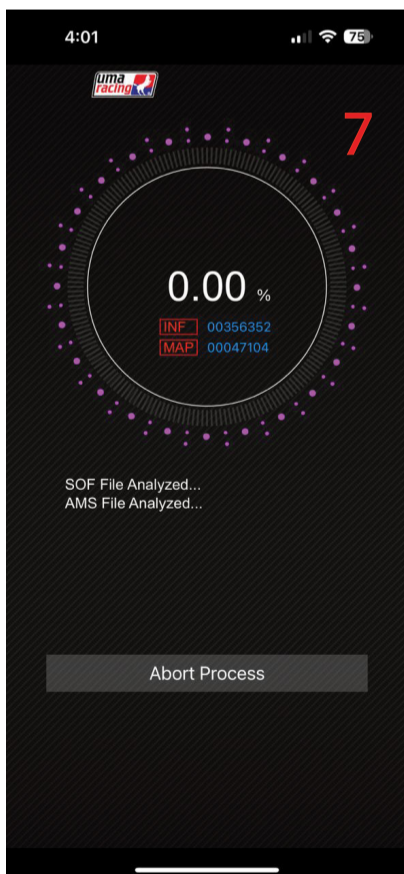 4:01
75
uma
racing
7
0.00 %
INF 00356352
MAP 00047104
SOF File Analyzed...
AMS File Analyzed...
Abort Process